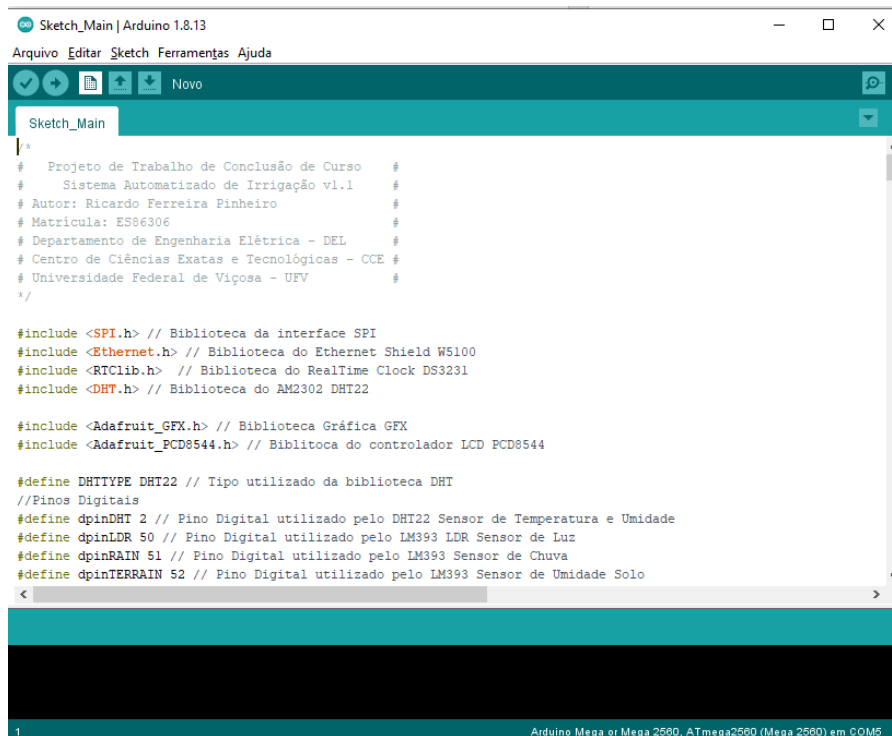 Sketch_Main | Arduino 1.8.13
Arquivo Editar Sketch Ferramentas Ajuda
Novo
Sketch_Main
/*
# Projeto de Trabalho de Conclusão de Curso #
# Sistema Automatizado de Irrigação v1.1 #
# Autor: Ricardo Ferreira Pinheiro #
# Matrícula: ES86306 #
# Departamento de Engenharia Elétrica - DEL #
# Centro de Ciências Exatas e Tecnológicas - CCE #
# Universidade Federal de Viçosa - UFV #
*/
#include <SPI.h> // Biblioteca da interface SPI
#include <Ethernet.h> // Biblioteca do Ethernet Shield W5100
#include <RTClib.h> // Biblioteca do RealTime Clock DS3231
#include <DHT.h> // Biblioteca do AM2302 DHT22
#include <Adafruit_GFX.h> // Biblioteca Gráfica GFX
#include <Adafruit_PCD8544.h> // Biblitoca do controlador LCD PCD8544
#define DHTTYPE DHT22 // Tipo utilizado da biblioteca DHT
//Pinos Digitais
#define dpinDHT 2 // Pino Digital utilizado pelo DHT22 Sensor de Temperatura e Umidade
#define dpinLDR 50 // Pino Digital utilizado pelo LM393 LDR Sensor de Luz
#define dpinRAIN 51 // Pino Digital utilizado pelo LM393 Sensor de Chuva
#define dpinTERRAIN 52 // Pino Digital utilizado pelo LM393 Sensor de Umidade Solo
1
Arduino Mega or Mega 2560, ATmega2560 (Mega 2560) em COM5